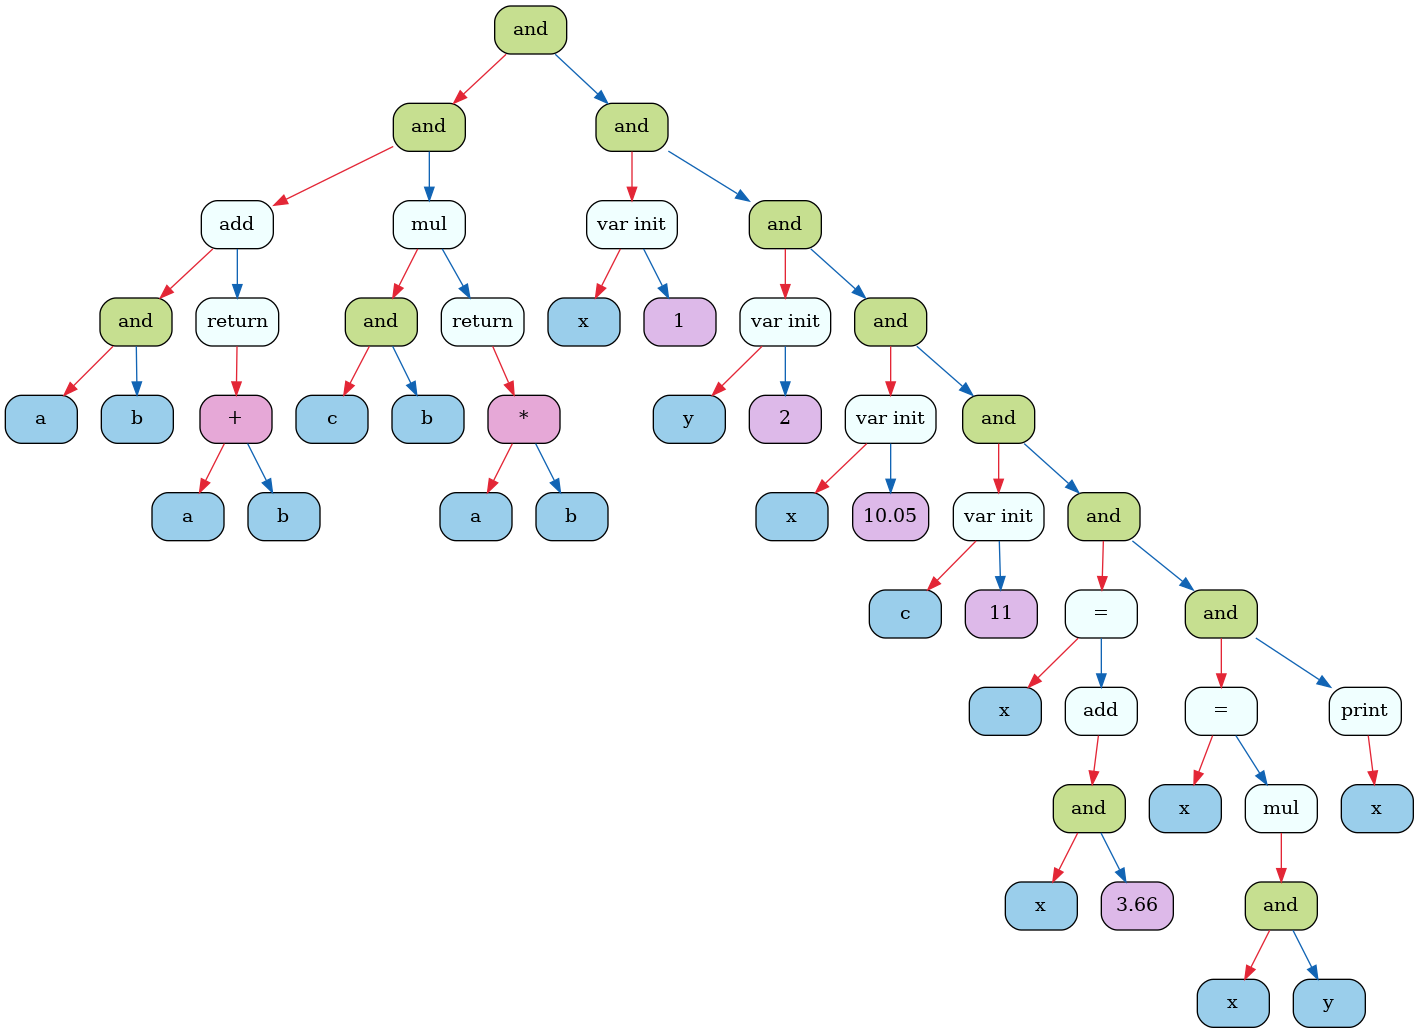 and
and and
add mul var init and
and return and return x 1 var init and
a b + c b * y 2 var init and
a b a b x 10.05 var init and
c 11 = and
x add = print
and x mul x
x 3.66 and
x y